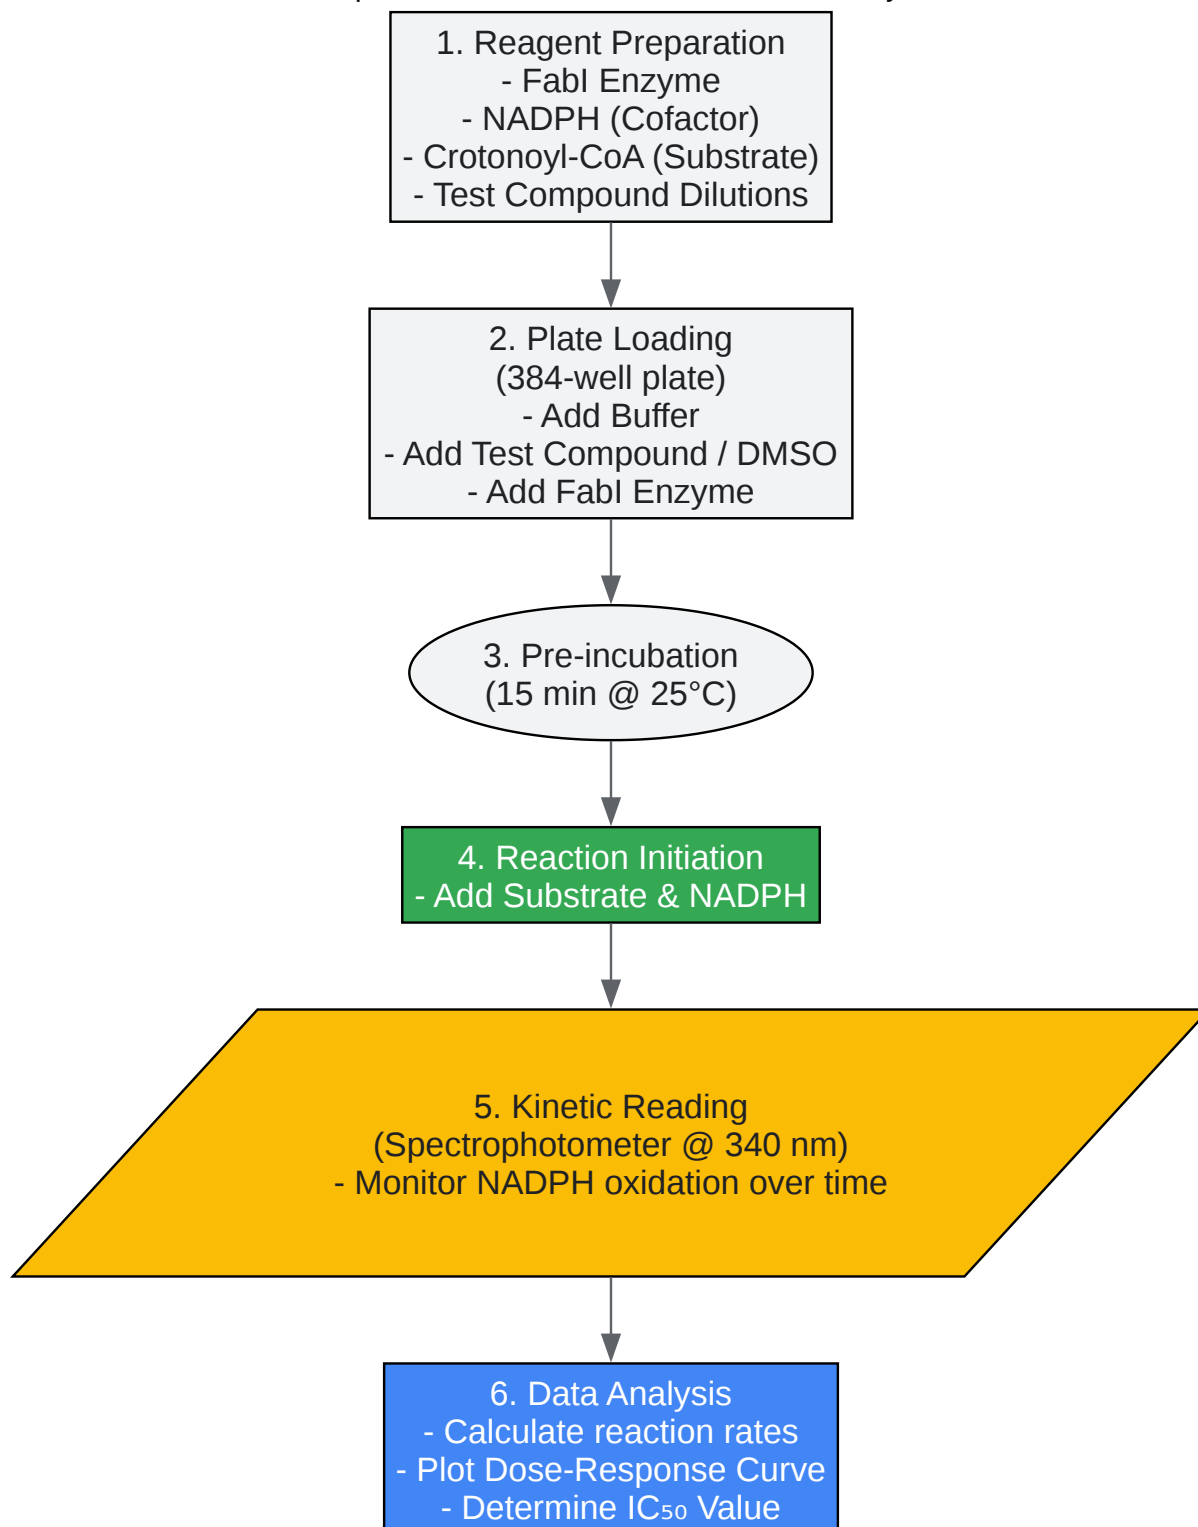 1. Reagent Preparation
- FabI Enzyme
- NADPH (Cofactor)
- Crotonoyl-CoA (Substrate)
- Test Compound Dilutions
2. Plate Loading
(384-well plate)
- Add Buffer
- Add Test Compound / DMSO
- Add FabI Enzyme
3. Pre-incubation
(15 min @ 25°C)
4. Reaction Initiation
- Add Substrate & NADPH
5. Kinetic Reading
(Spectrophotometer @ 340 nm)
- Monitor NADPH oxidation over time
6. Data Analysis
- Calculate reaction rates
- Plot Dose-Response Curve
- Determine IC₅₀ Value